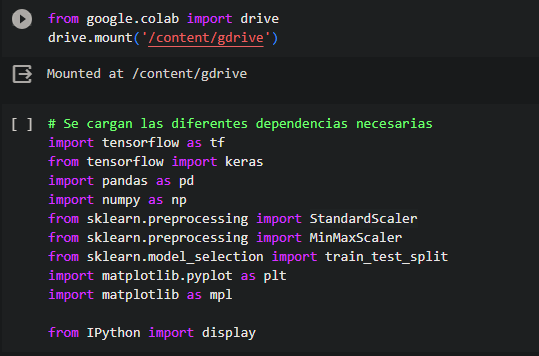 from google.colab import drive
drive.mount('/content/gdrive')
Mounted at /content/gdrive
[ ] # Se cargan las diferentes dependencias necesarias
import tensorflow as tf
from tensorflow import keras
import pandas as pd
import numpy as np
from sklearn.preprocessing import StandardScaler
from sklearn.preprocessing import MinMaxScaler
from sklearn.model_selection import train_test_split
import matplotlib.pyplot as plt
import matplotlib as mpl
from IPython import display